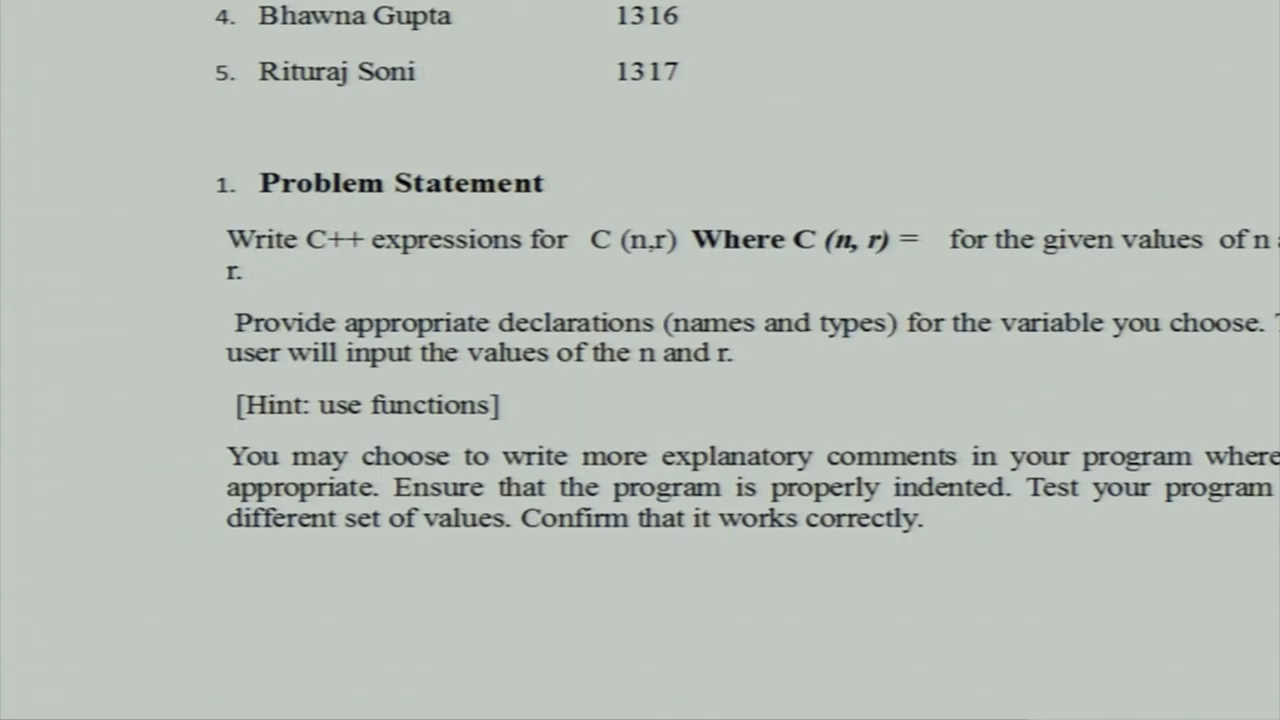 4. Bhawna Gupta 1316
5. Rituraj Soni 1317
1. Problem Statement
Write C++ expressions for C (n,r) Where C (n, r) = for the given values of n
r.
Provide appropriate declarations (names and types) for the variable you choose.
user will input the values of the n and r.
[Hint: use functions]
You may choose to write more explanatory comments in your program where
appropriate. Ensure that the program is properly indented. Test your program
different set of values. Confirm that it works correctly.